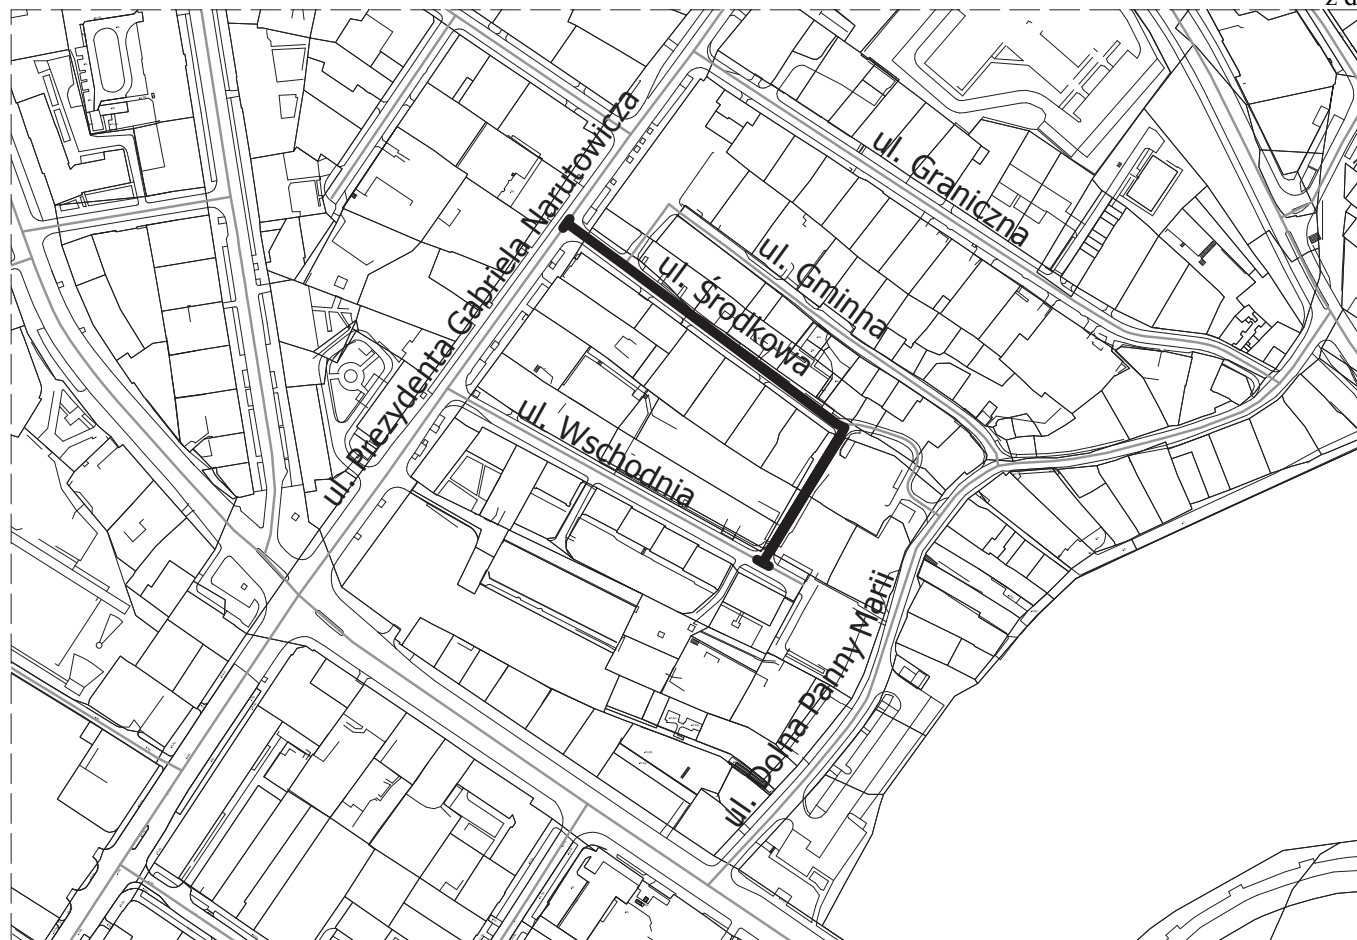 z d
ul. Prezydenta Gabriela Narutowicza
ul. Graniczna
ul. Gminna
ul. Środkowa
ul. Wschodnia
ul. Dolna Panny Marii